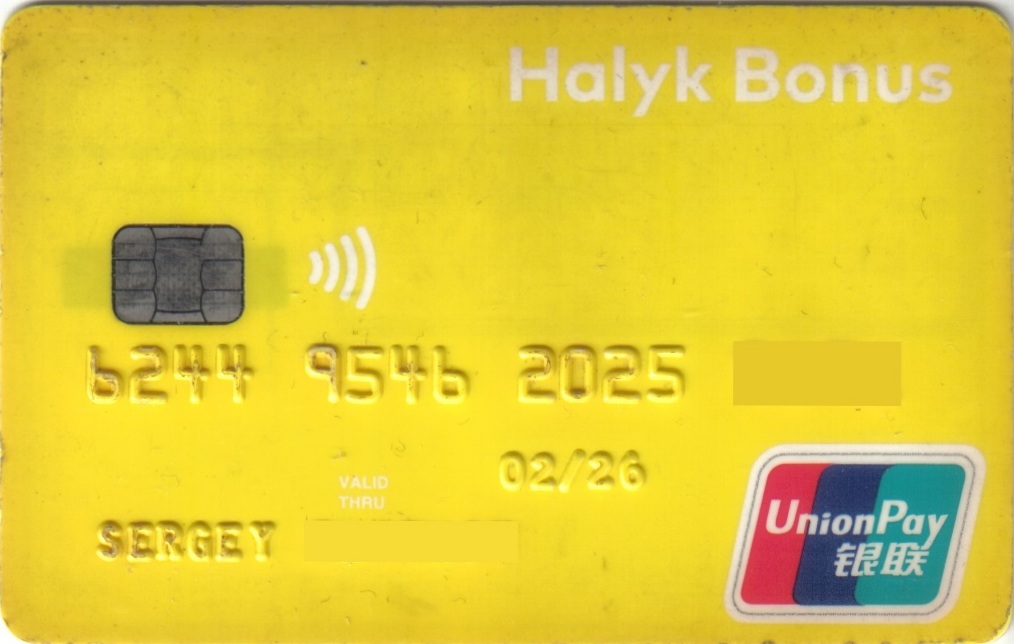 Halyk Bonus
6244 9546 2025
02/26
VALID
THRU
SERGEY
UnionPay
银联